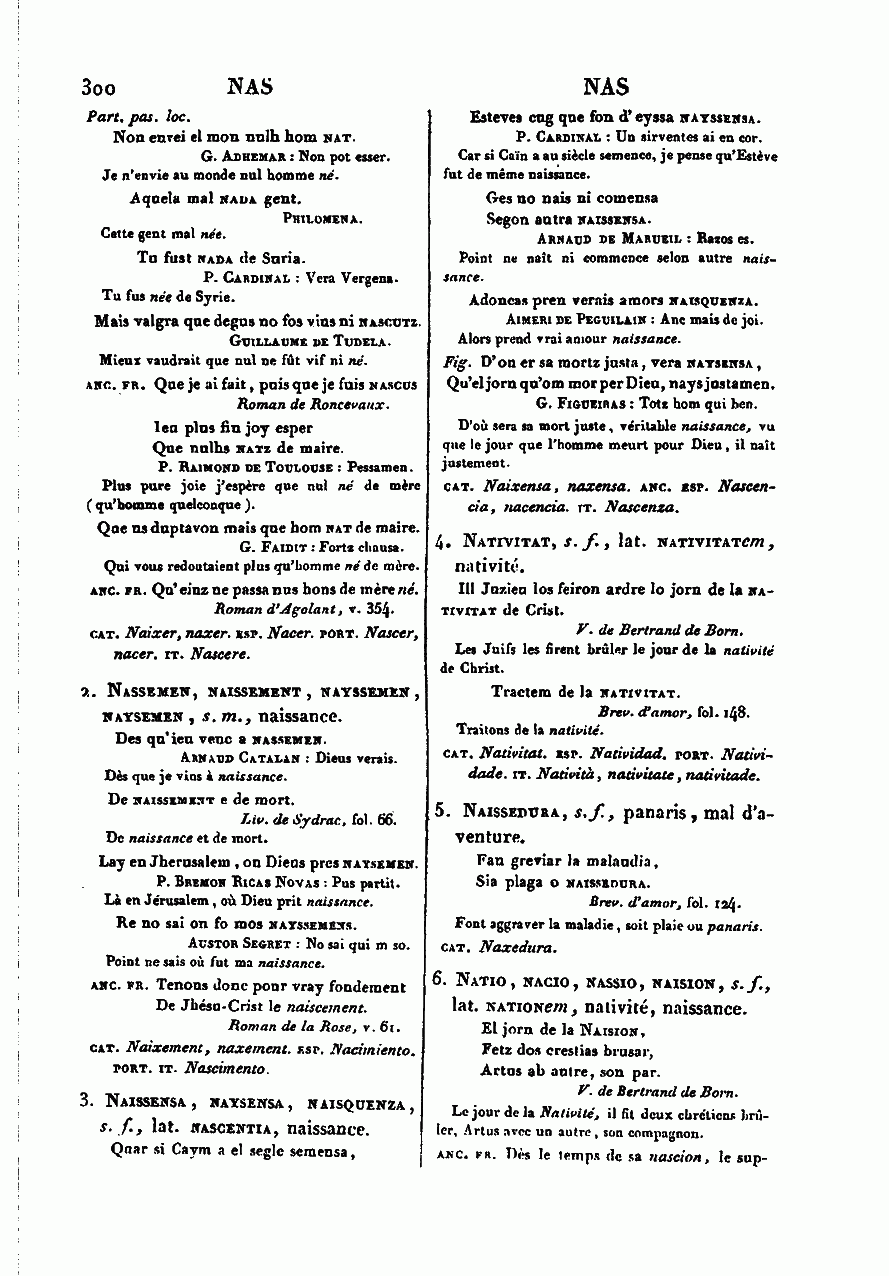 300 NAS NAS
Part. pas. loc.
Non envei el mon nulh hom NAT.
G. ADHEMAR : Non pot esser.
Je n'envie au monde nul homme né.
Aquela mal NADA gent.
PHILOMENA.
Cette gent mal née.
Tu fust NADA de Suria.
P. CARDINAL : Vera Vergena.
Tu fus née de Syrie.
Mais valgra que degus no fos vius ni NASCUTZ.
GUILLAUME DE TUDELA.
Mieux vaudrait que nul ne fût vif ni né.
ANC. FR. Que je ai fait, puis que je fuis NASCUS
Roman de Roncevaux.
Ieu plus fin joy esper
Que nulhs NATZ de maire.
P. RAIMOND DE TOULOUSE : Pessamen.
Plus pure joie j'espère que nul né de mère
(qu'homme quelconque).
Que us duptavon mais que hom NAT de maire.
G. FAIDIT : Fortz chausa.
Qui vous redoutaient plus qu'homme né de mère.
ANC. FR. Qu'einz ne passa nus hons de mère né.
Roman d'Agolant, v. 354.
CAT. Naixer, naxer. ESP. Nacer. PORT. Nascer,
nacer. IT. Nascere.
2. NASSEMEN, NAISSEMENT, NAYSSEMEN,
NAYSEMEN, s. m., naissance.
Des qu'ieu venc a NASSEMEN.
ARNAUD CATALAN : Dieus verais.
Dès que je vins à naissance.
De NAISSEMENT e de mort.
Liv. de Sydrac, fol. 66.
De naissance et de mort.
Lay en Jherusalem, on Dieus pres NAYSEMEN.
P. BREMON RICAS NOVAS : Pus partit.
Là en Jérusalem, où Dieu prit naissance.
Re no sai on fo mos NAYSSEMENS.
AUSTOR SEGRET : No sai qui m so.
Point ne sais où fut ma naissance.
ANC. FR. Tenons donc pour vray fondement
De Jhésu-Crist le naiscement.
Roman de la Rose, v. 61.
CAT. Naixement, naxement. ESP. Nacimiento.
PORT. IT. Nascimento.
3. NAISSENSA, NAYSENSA, NAISQUENZA,
s. f., lat. NASCENTIA, naissance.
Quar si Caym a el segle semensa,
Esteves cug que fon d'eyssa NAYSSENSA.
P. CARDINAL : Un sirventes ai en cor.
Car si Caïn a au siècle semence, je pense qu'Estève
fut de même naissance.
Ges no nais ni comensa
Segon autra NAISSENSA.
ARNAUD DE MARUEIL : Razos es.
Point ne naît ni commence selon autre nais-
sance.
Adoncas pren verais amors NAISQUENZA.
AIMERI DE PEGUILAIN : Anc mais de joi.
Alors prend vrai amour naissance.
Fig. D'on er sa mortz justa, vera NAYSENSA,
Qu'el jorn qu'om mor per Dieu, nays justamen.
G. FIGUEIRAS : Totz hom qui ben.
D'où sera sa mort juste, véritable naissance, vu
que le jour que l'homme meurt pour Dieu, il naît
justement.
CAT. Naixensa, naxensa. ANC. ESP. Nascen-
cia, nacencia. IT. Nascenza.
4. NATIVITAT, s. f., lat. NATIVITATem,
nativité.
Ill Juzieu los feiron ardre lo jorn de la NA-
TIVITAT de Crist.
V. de Bertrand de Born.
Les Juifs les firent brûler le jour de la nativité
de Christ.
Tractem de la NATIVITAT.
Brev. d'amor, fol. 148.
Traitons de la nativité.
CAT. Nativitat. ESP. Natividad. PORT. Nativi-
dade. IT. Natività, nativitate, nativitade.
5. NAISSEDURA, s. f., panaris, mal d'a-
venture.
Fan greviar la malaudia,
Sia plaga o NAISSEDURA.
Brev. d'amor, fol. 124.
Font aggraver la maladie, soit plaie ou panaris.
CAT. Naxedura.
6. NATIO, NACIO, NASSIO, NAISION, s. f.,
lat. NATIONem, nativité, naissance.
El jorn de la NAISION,
Fetz dos crestias brusar,
Artus ab autre, son par.
V. de Bertrand de Born.
Le jour de la Nativité, il fit deux chrétiens brû-
ler, Artus avec un autre, son compagnon.
ANC. FR. Dès le temps de sa nascion, le sup-